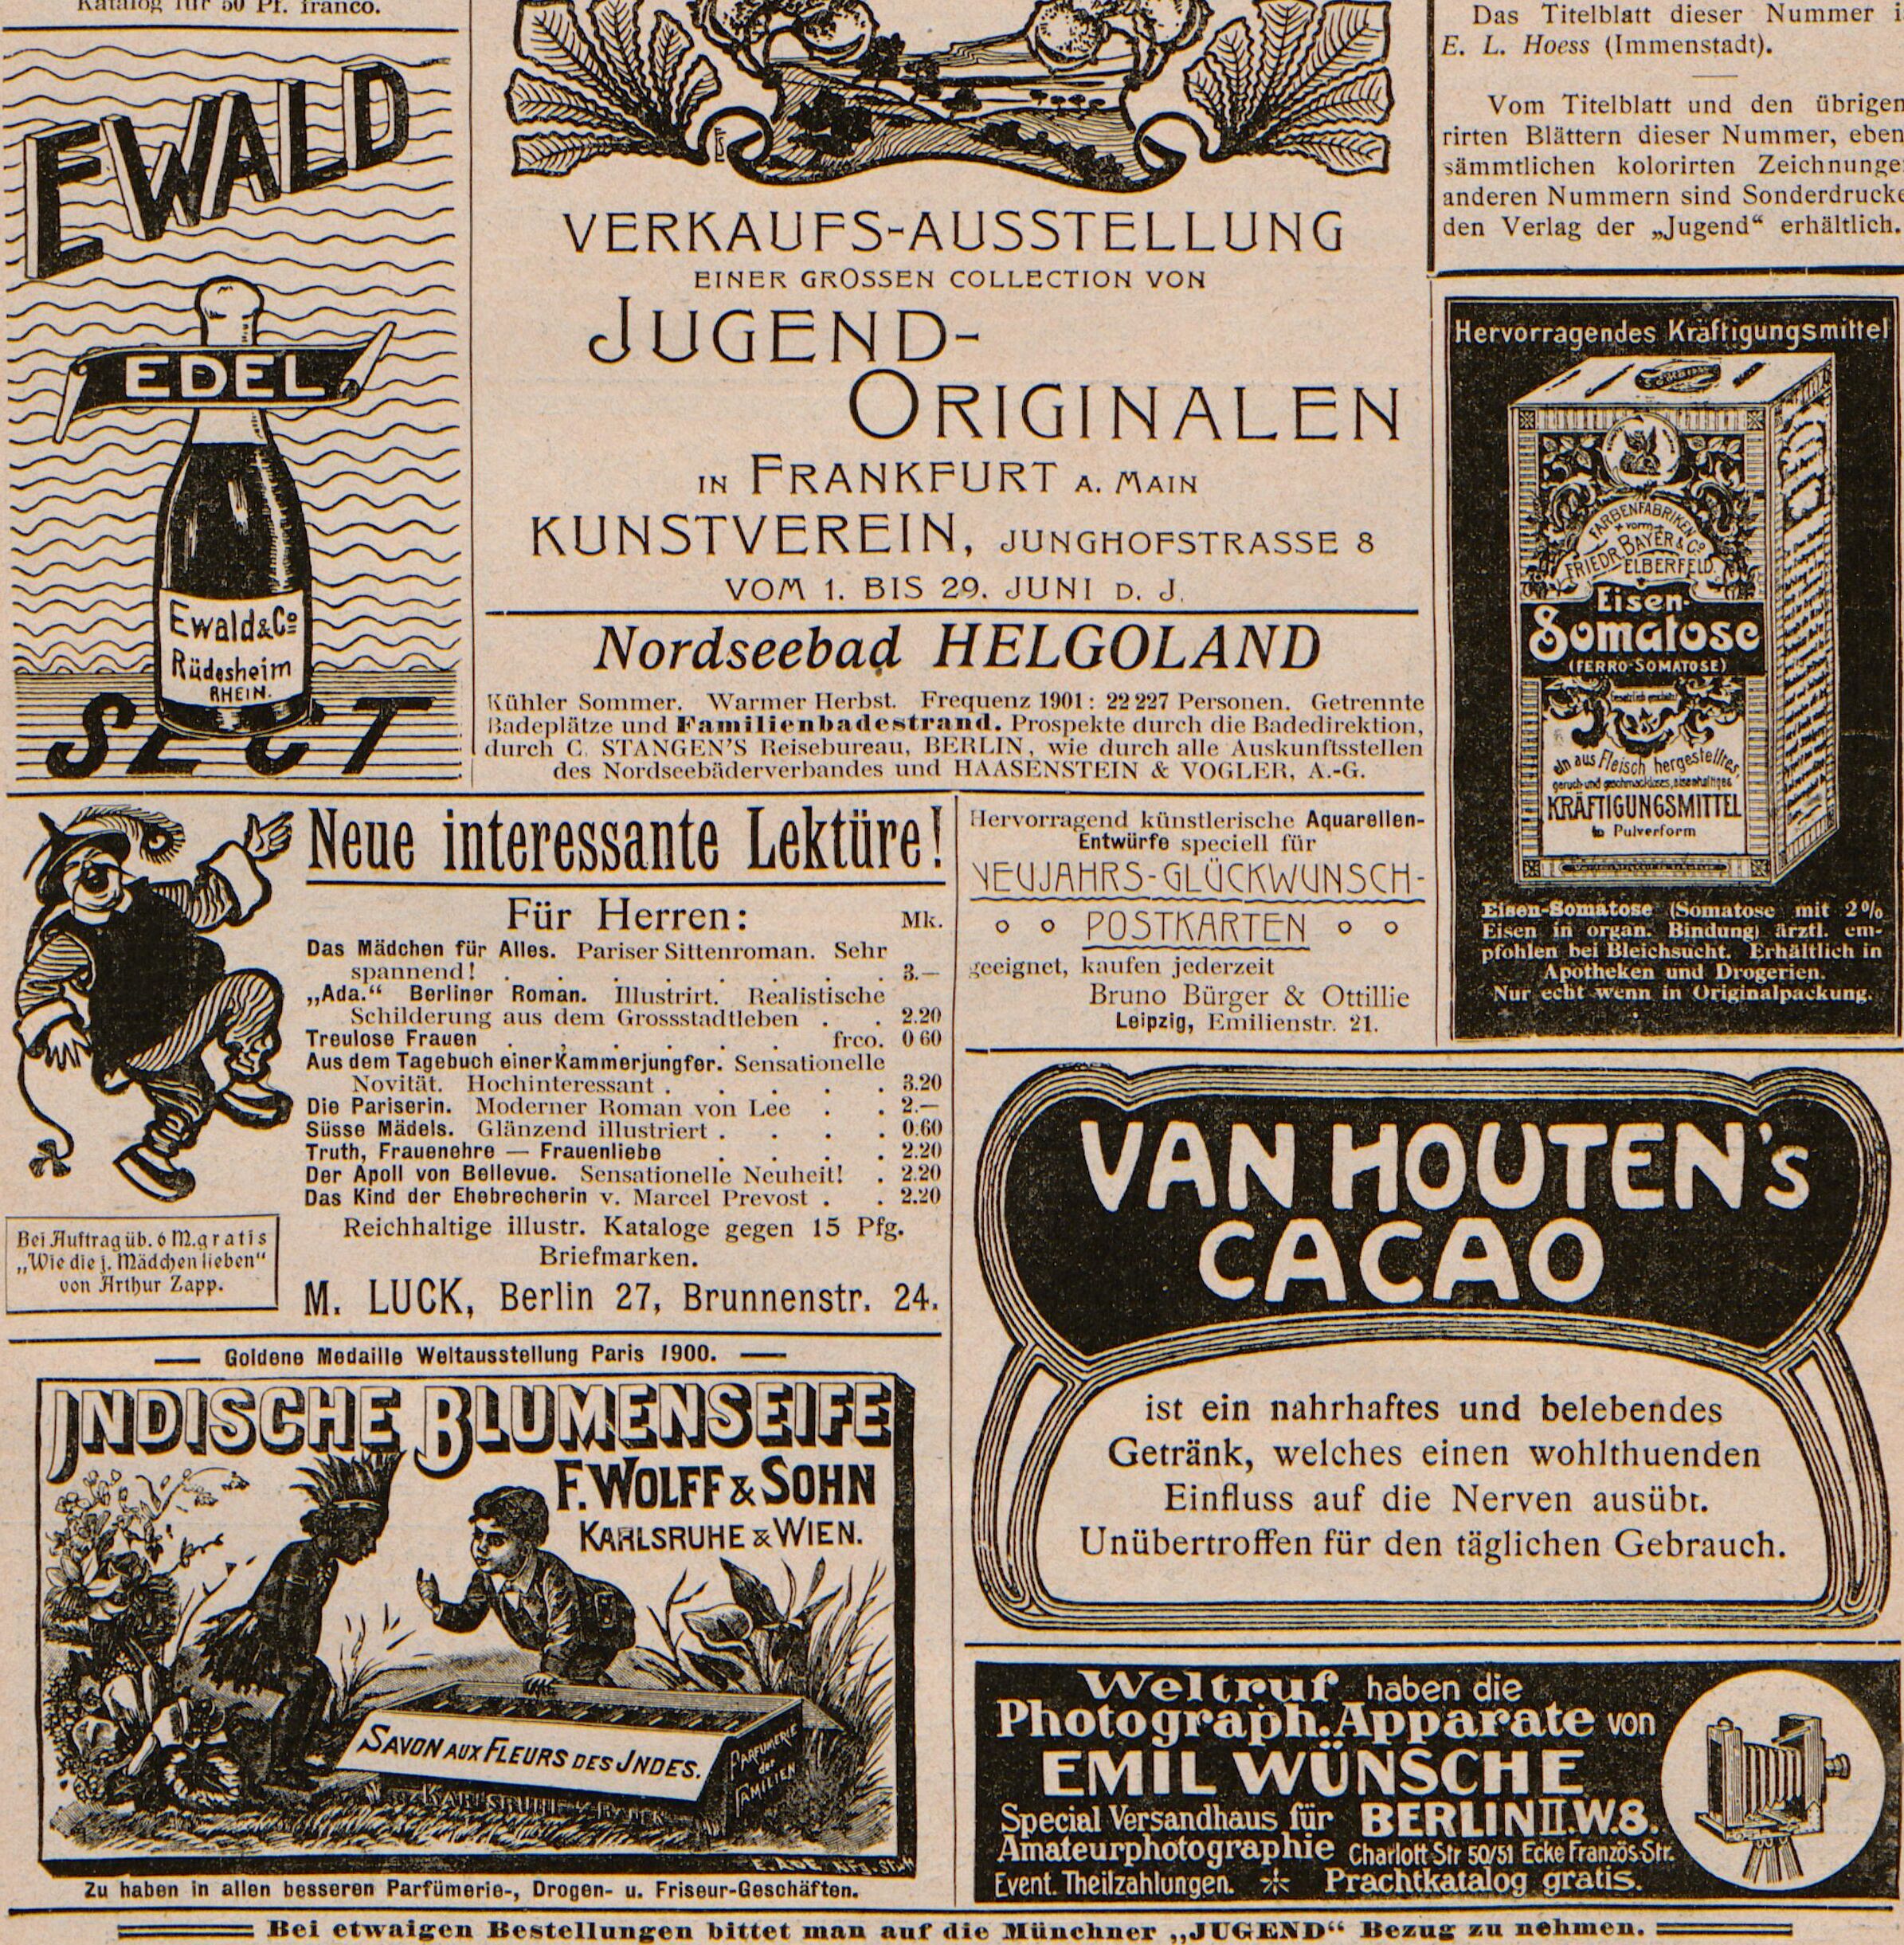 Katalog für 50 Pf. franco.
EWALD
EDEL
Ewald & Co
Rüdesheim
RHEIN.
SECT
VERKAUFS-AUSSTELLUNG
EINER GROSSEN COLLECTION VON
JUGEND-
ORIGINALEN
IN FRANKFURT A. MAIN
KUNSTVEREIN, JUNGHOFSTRASSE 8
VOM 1. BIS 29. JUNI D. J.
Nordseebad HELGOLAND
Kühler Sommer. Warmer Herbst. Frequenz 1901: 22 227 Personen. Getrennte
Badeplätze und Familienbadestrand. Prospekte durch die Badedirektion,
durch C. STANGEN'S Reisebureau, BERLIN, wie durch alle Auskunftsstellen
des Nordseebäderverbandes und HAASENSTEIN & VOGLER, A.-G.
Das Titelblatt dieser Nummer
E. L. Hoess (Immenstadt).
Vom Titelblatt und den übrigen
rirten Blättern dieser Nummer, eben
sämmtlichen kolorirten Zeichnunge
anderen Nummern sind Sonderdrucke
den Verlag der „Jugend“ erhältlich.
Hervorragendes Kräftigungsmittel
FARBENFABRIKEN
vorm.
FRIEDR. BAYER & Co.
ELBERFELD.
Eisen-
Somatose
(FERRO-SOMATOSE)
Gesetzlich geschützt
ein aus Fleisch hergestelltes,
geruch- und geschmackloses, eisenhaltiges
KRÄFTIGUNGSMITTEL
in Pulverform
Eisen-Somatose (Somatose mit 2%
Eisen in organ. Bindung) ärztl. em-
pfohlen bei Bleichsucht. Erhältlich in
Apotheken und Drogerien.
Nur echt wenn in Originalpackung.
Neue interessante Lektüre!
Für Herren: Mk.
Das Mädchen für Alles. Pariser Sittenroman. Sehr
spannend! . . . . . . . . 3.—
„Ada.“ Berliner Roman. Illustrirt. Realistische
Schilderung aus dem Grossstadtleben . . 2.20
Treulose Frauen . . . . . . frco. 0 60
Aus dem Tagebuch einer Kammerjungfer. Sensationelle
Novität. Hochinteressant . . . . . 3.20
Die Pariserin. Moderner Roman von Lee . . 2.—
Süsse Mädels. Glänzend illustriert . . . . 0.60
Truth, Frauenehre — Frauenliebe . . . . 2.20
Der Apoll von Bellevue. Sensationelle Neuheit! . 2.20
Das Kind der Ehebrecherin v. Marcel Prevost . . 2.20
Reichhaltige illustr. Kataloge gegen 15 Pfg.
Briefmarken.
M. LUCK, Berlin 27, Brunnenstr. 24.
Bei Auftrag üb. 6 M. gratis
„Wie die j. Mädchen lieben“
von Arthur Zapp.
Hervorragend künstlerische Aquarellen-
Entwürfe speciell für
NEUJAHRS-GLÜCKWUNSCH-
POSTKARTEN
geeignet, kaufen jederzeit
Bruno Bürger & Ottillie
Leipzig, Emilienstr. 21.
VAN HOUTEN's
CACAO
ist ein nahrhaftes und belebendes
Getränk, welches einen wohlthuenden
Einfluss auf die Nerven ausübt.
Unübertroffen für den täglichen Gebrauch.
Goldene Medaille Weltausstellung Paris 1900.
INDISCHE BLUMENSEIFE
F. WOLFF & SOHN
KARLSRUHE & WIEN.
SAVON AUX FLEURS DES INDES.
PARFUMERIE
der
FAMILIEN
KARLSRUHE
Zu haben in allen besseren Parfümerie-, Drogen- u. Friseur-Geschäften.
Weltruf haben die
Photograph. Apparate von
EMIL WÜNSCHE
Special Versandhaus für BERLIN II. W.8.
Amateurphotographie Charlott Str 50/51 Ecke Französ-Str.
Event. Theilzahlungen. Prachtkatalog gratis.
Bei etwaigen Bestellungen bittet man auf die Münchner „JUGEND“ Bezug zu nehmen.